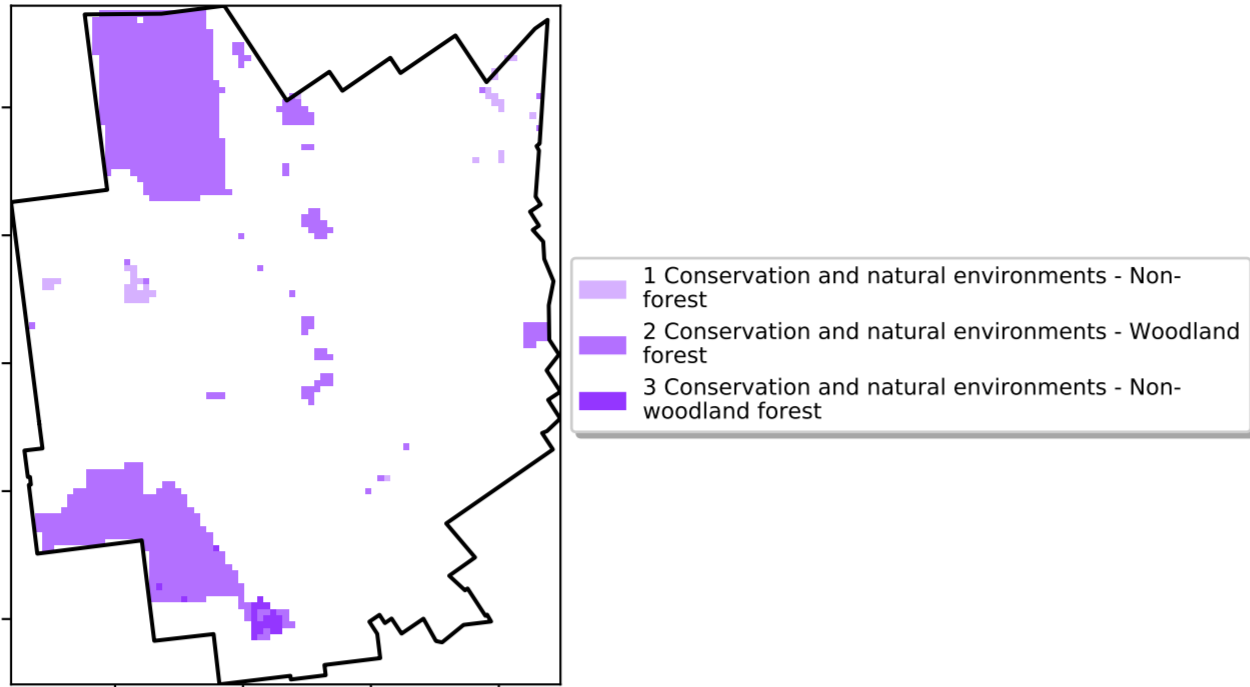 1 Conservation and natural environments - Non-
forest
2 Conservation and natural environments - Woodland
forest
3 Conservation and natural environments - Non-
woodland forest